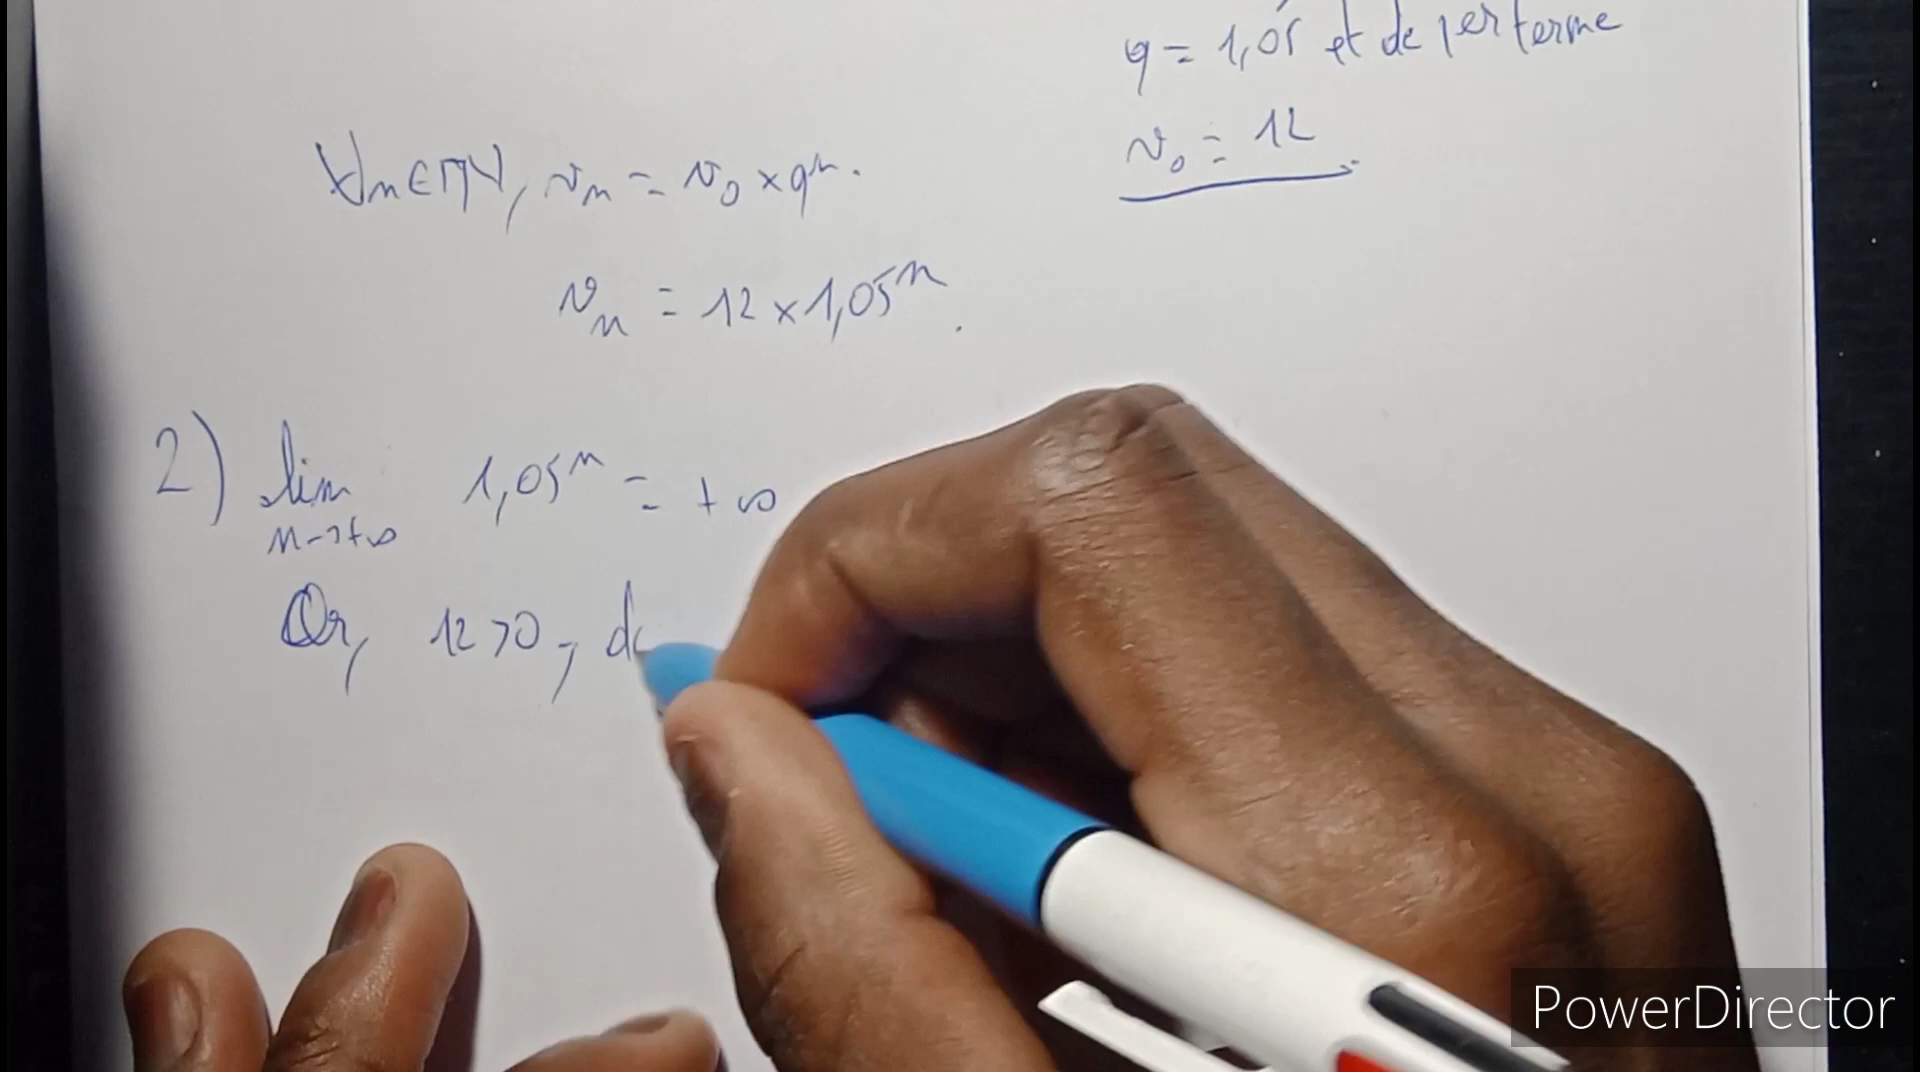 q = 1,05 et de 1er terme
v₀ = 12
∀n∈ℕ, vₙ = v₀ × qⁿ.
vₙ = 12 × 1,05ⁿ.
2) lim 1,05ⁿ = +∞
n→+∞
Or, 12 > 0, do
PowerDirector